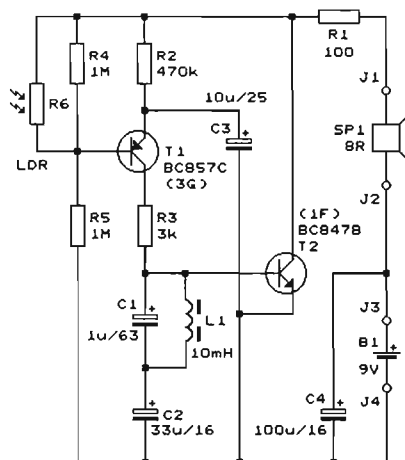 R1
100
R4
1M
R2
470k
J1
R6
10u/25
C3
SP1
8R
LDR
T1
BC857C
(3G)
J2
R5
1M
R3
3k
(1F)
BC847B
T2
C1
1u/63
L1
10mH
J3
B1
9V
C2
33u/16
C4
100u/16
J4